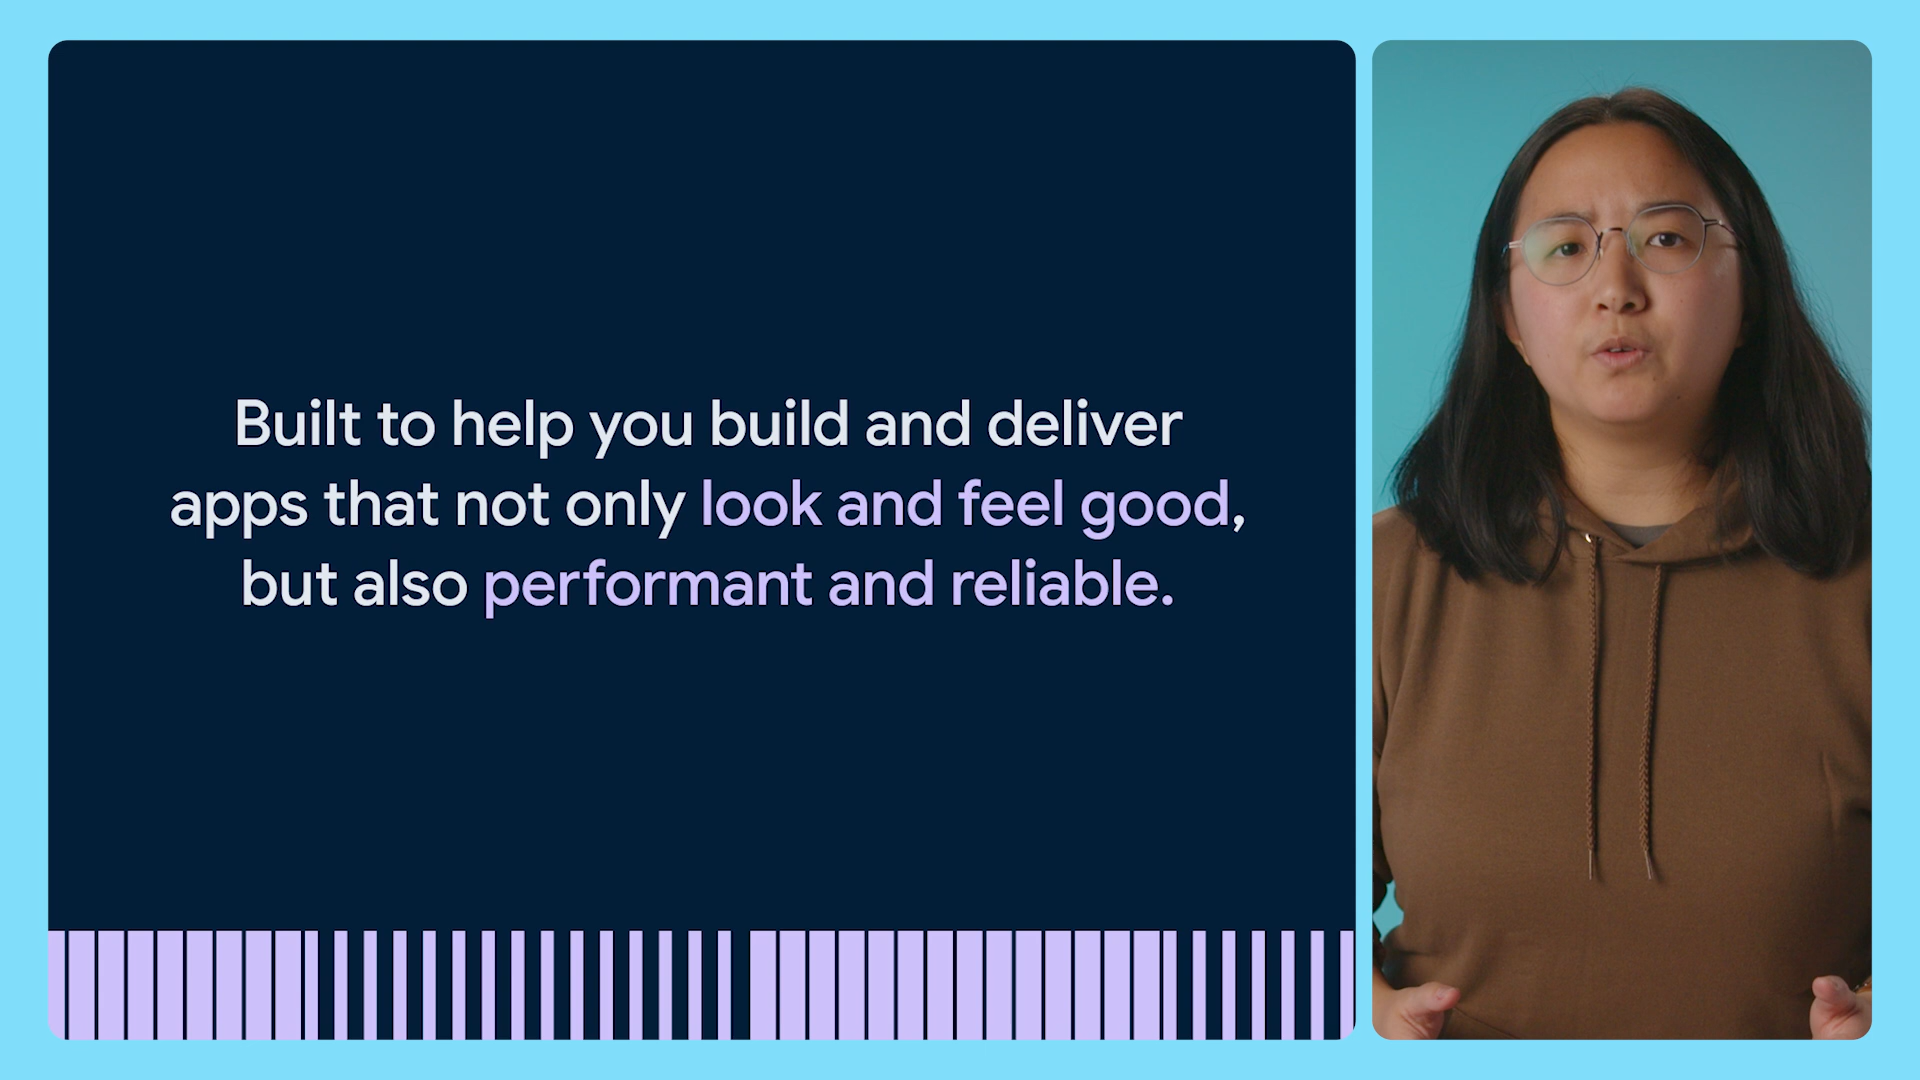 Built to help you build and deliver
apps that not only look and feel good,
but also performant and reliable.